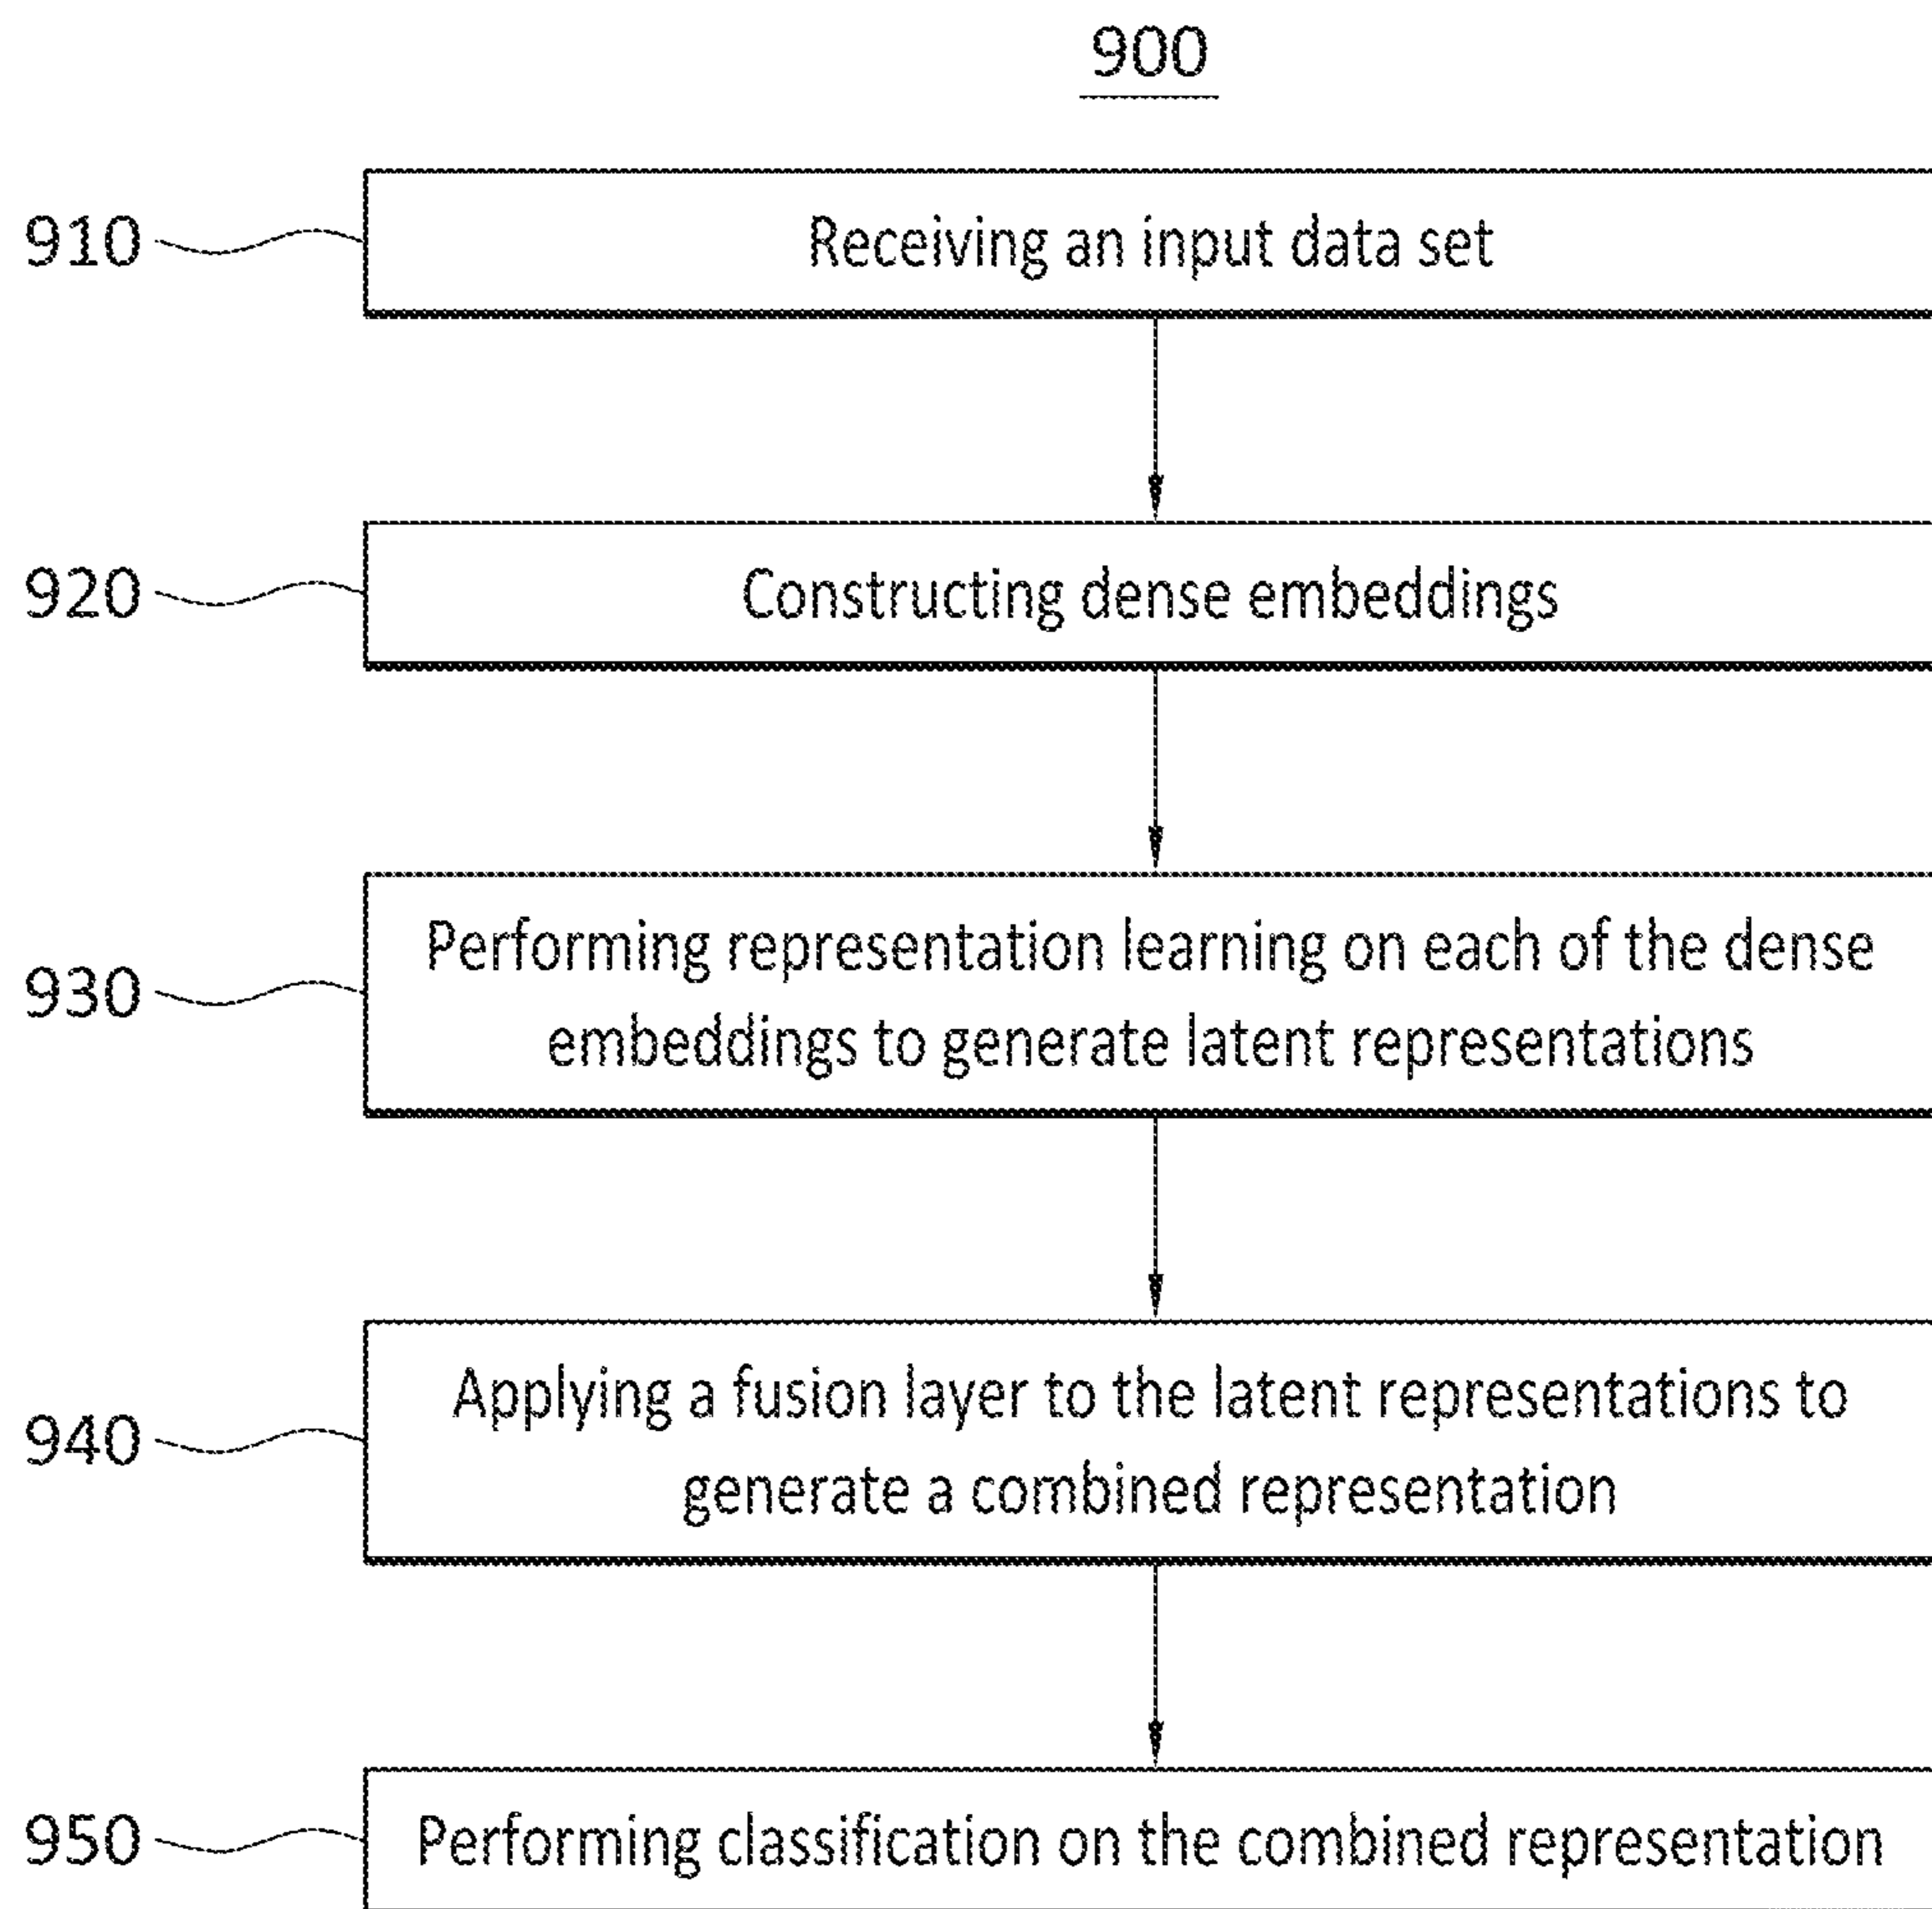 900
910
Receiving an input data set
920
Constructing dense embeddings
930
Performing representation learning on each of the dense
embeddings to generate latent representations
940
Applying a fusion layer to the latent representations to
generate a combined representation
950
Performing classification on the combined representation